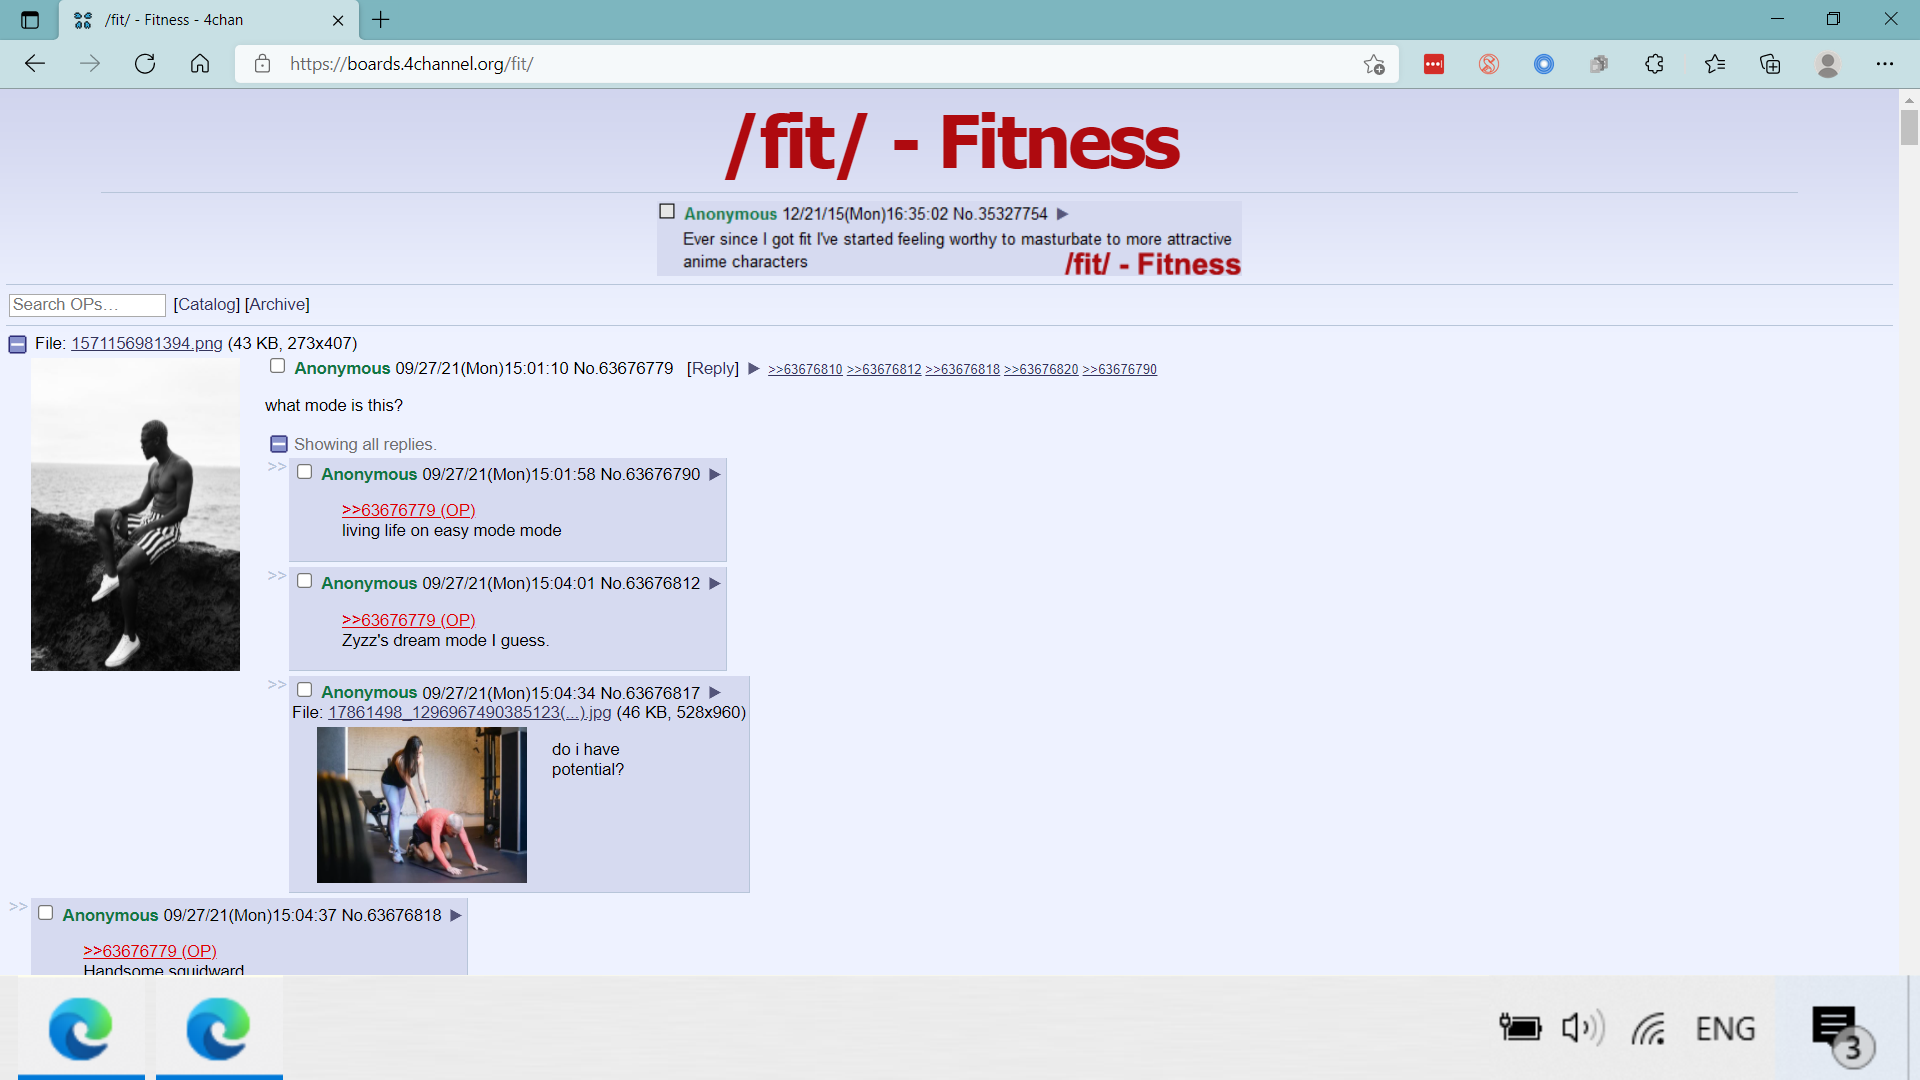 /fit/ - Fitness - 4chan
https://boards.4channel.org/fit/
/fit/ - Fitness
Anonymous 12/21/15(Mon)16:35:02 No.35327754 ▶
Ever since I got fit I've started feeling worthy to masturbate to more attractive
anime characters
/fit/ - Fitness
Search OPs... [Catalog] [Archive]
File: 1571156981394.png (43 KB, 273x407)
Anonymous 09/27/21(Mon)15:01:10 No.63676779 [Reply] ▶ >>63676810 >>63676812 >>63676818 >>63676820 >>63676790
what mode is this?
Showing all replies.
>> Anonymous 09/27/21(Mon)15:01:58 No.63676790 ▶
>>63676779 (OP)
living life on easy mode mode
>> Anonymous 09/27/21(Mon)15:04:01 No.63676812 ▶
>>63676779 (OP)
Zyzz's dream mode I guess.
>> Anonymous 09/27/21(Mon)15:04:34 No.63676817 ▶
File: 17861498_1296967490385123(...).jpg (46 KB, 528x960)
do i have
potential?
>> Anonymous 09/27/21(Mon)15:04:37 No.63676818 ▶
>>63676779 (OP)
Handsome squidward
ENG
3